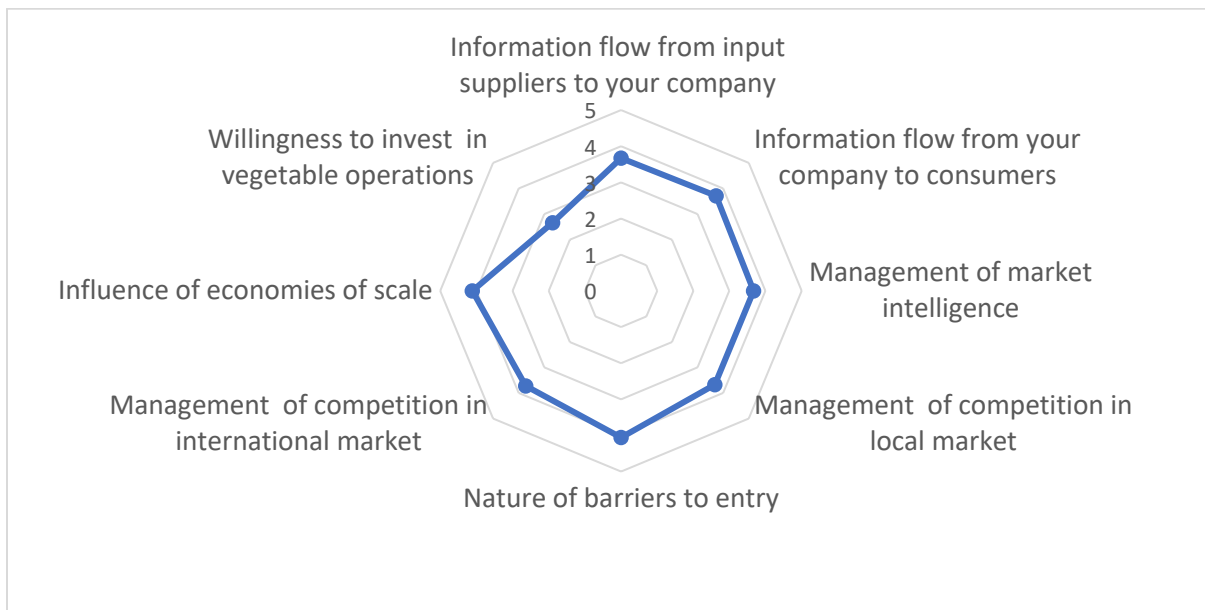 Information flow from input
suppliers to your company
Information flow from your
company to consumers
Management of market
intelligence
Management  of competition in
local market
Nature of barriers to entry
Management  of competition in
international market
Influence of economies of scale
Willingness to invest  in
vegetable operations
5
4
3
2
1
0